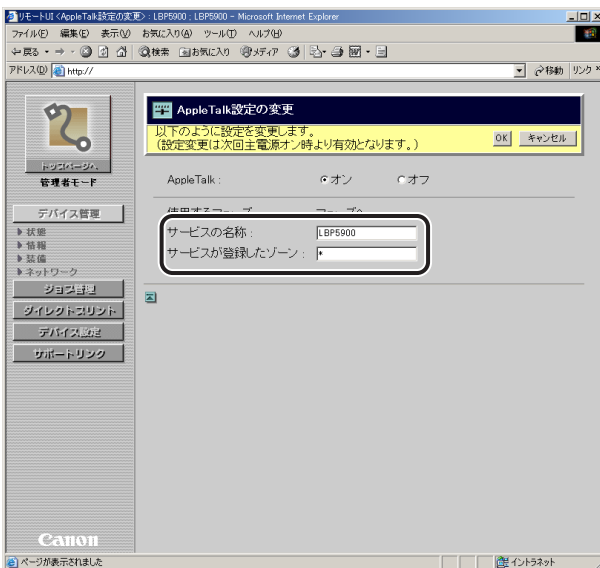 リモートUI <AppleTalk設定の変更> : LBP5900 ; LBP5900 - Microsoft Internet Explorer
ファイル(F) 編集(E) 表示(V) お気に入り(A) ツール(T) ヘルプ(H)
戻る 検索 お気に入り メディア
アドレス(D) http:// 移動 リンク »
AppleTalk設定の変更
以下のように設定を変更します。
(設定変更は次回主電源オン時より有効となります。)
OK キャンセル
トップページへ
管理者モード
AppleTalk : オン オフ
デバイス管理
状態
情報
装備
ネットワーク
サービスの名称 : LBP5900
サービスが登録したゾーン : *
ジョブ管理
ダイレクトプリント
デバイス設定
サポートリンク
Canon
ページが表示されました イントラネット